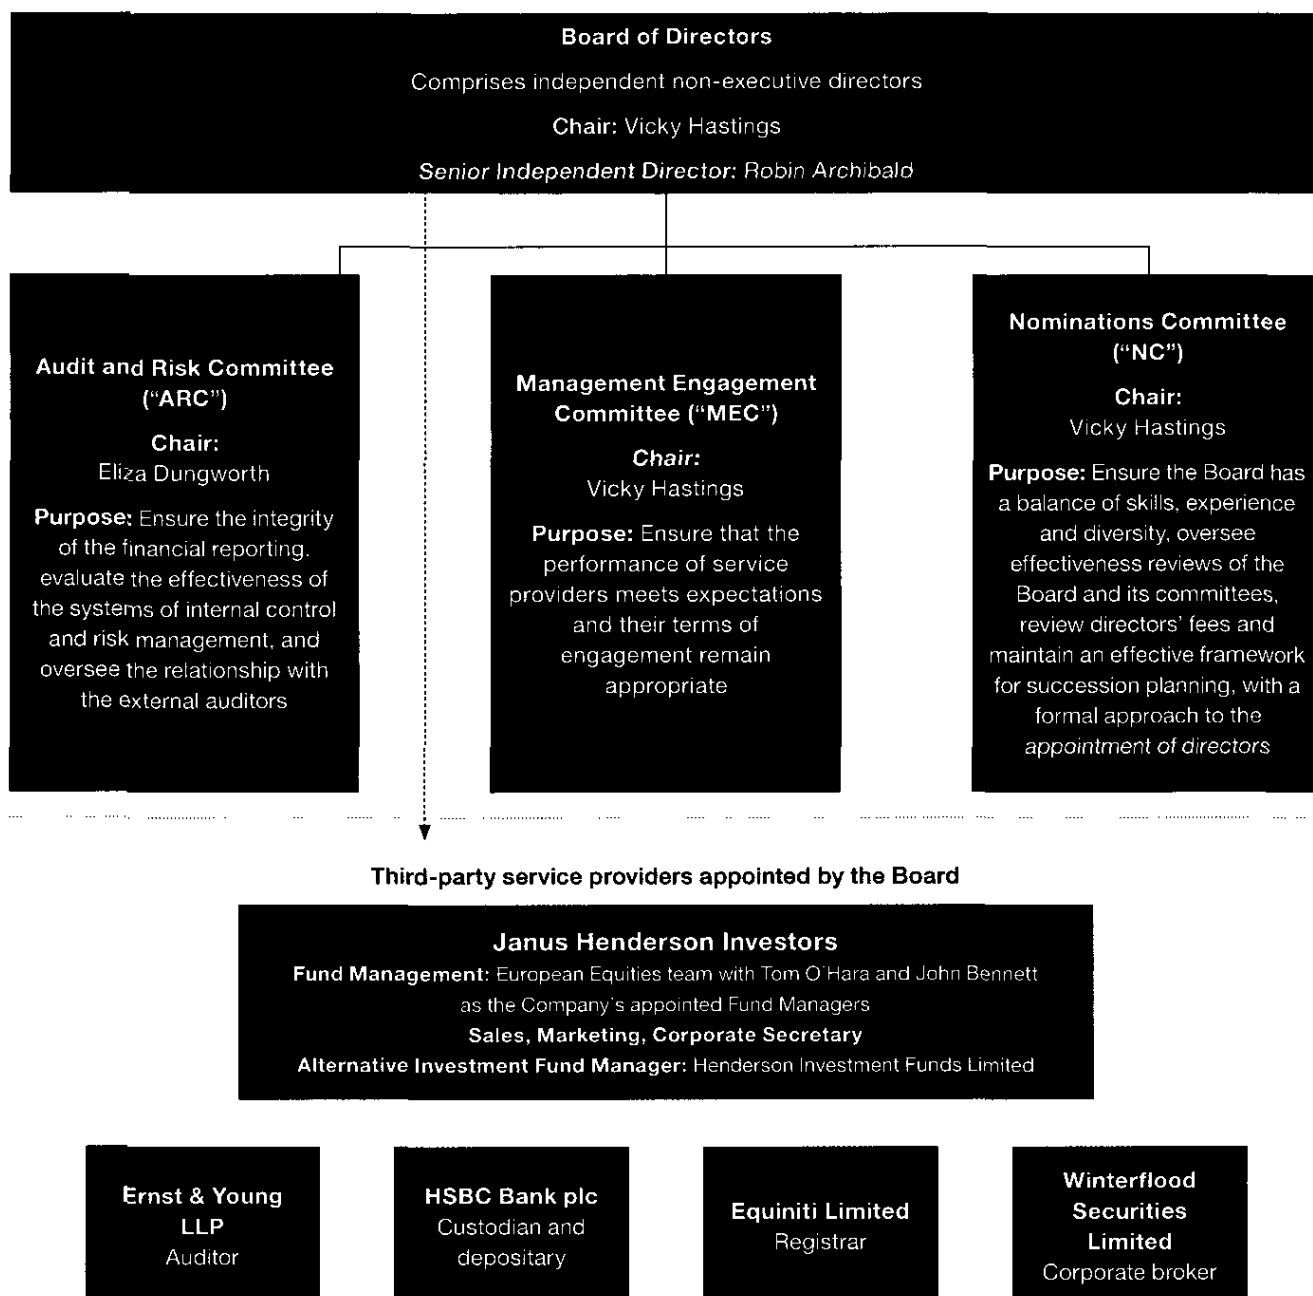 Board of Directors
Comprises independent non-executive directors
Chair: Vicky Hastings
Senior Independent Director: Robin Archibald
Audit and Risk Committee
(“ARC”)
Chair:
Eliza Dungworth
Purpose: Ensure the integrity
of the financial reporting.
evaluate the effectiveness of
the systems of internal control
and risk management, and
oversee the relationship with
the external auditors
Management Engagement
Committee (“MEC”)
Chair:
Vicky Hastings
Purpose: Ensure that the
performance of service
providers meets expectations
and their terms of
engagement remain
appropriate
Nominations Committee
(“NC”)
Chair:
Vicky Hastings
Purpose: Ensure the Board has
a balance of skills, experience
and diversity, oversee
effectiveness reviews of the
Board and its committees,
review directors’ fees and
maintain an effective framework
for succession planning, with a
formal approach to the
appointment of directors
Third-party service providers appointed by the Board
Janus Henderson Investors
Fund Management: European Equities team with Tom O’Hara and John Bennett
as the Company’s appointed Fund Managers
Sales, Marketing, Corporate Secretary
Alternative Investment Fund Manager: Henderson Investment Funds Limited
Ernst & Young
LLP
Auditor
HSBC Bank plc
Custodian and
depositary
Equiniti Limited
Registrar
Winterflood
Securities
Limited
Corporate broker